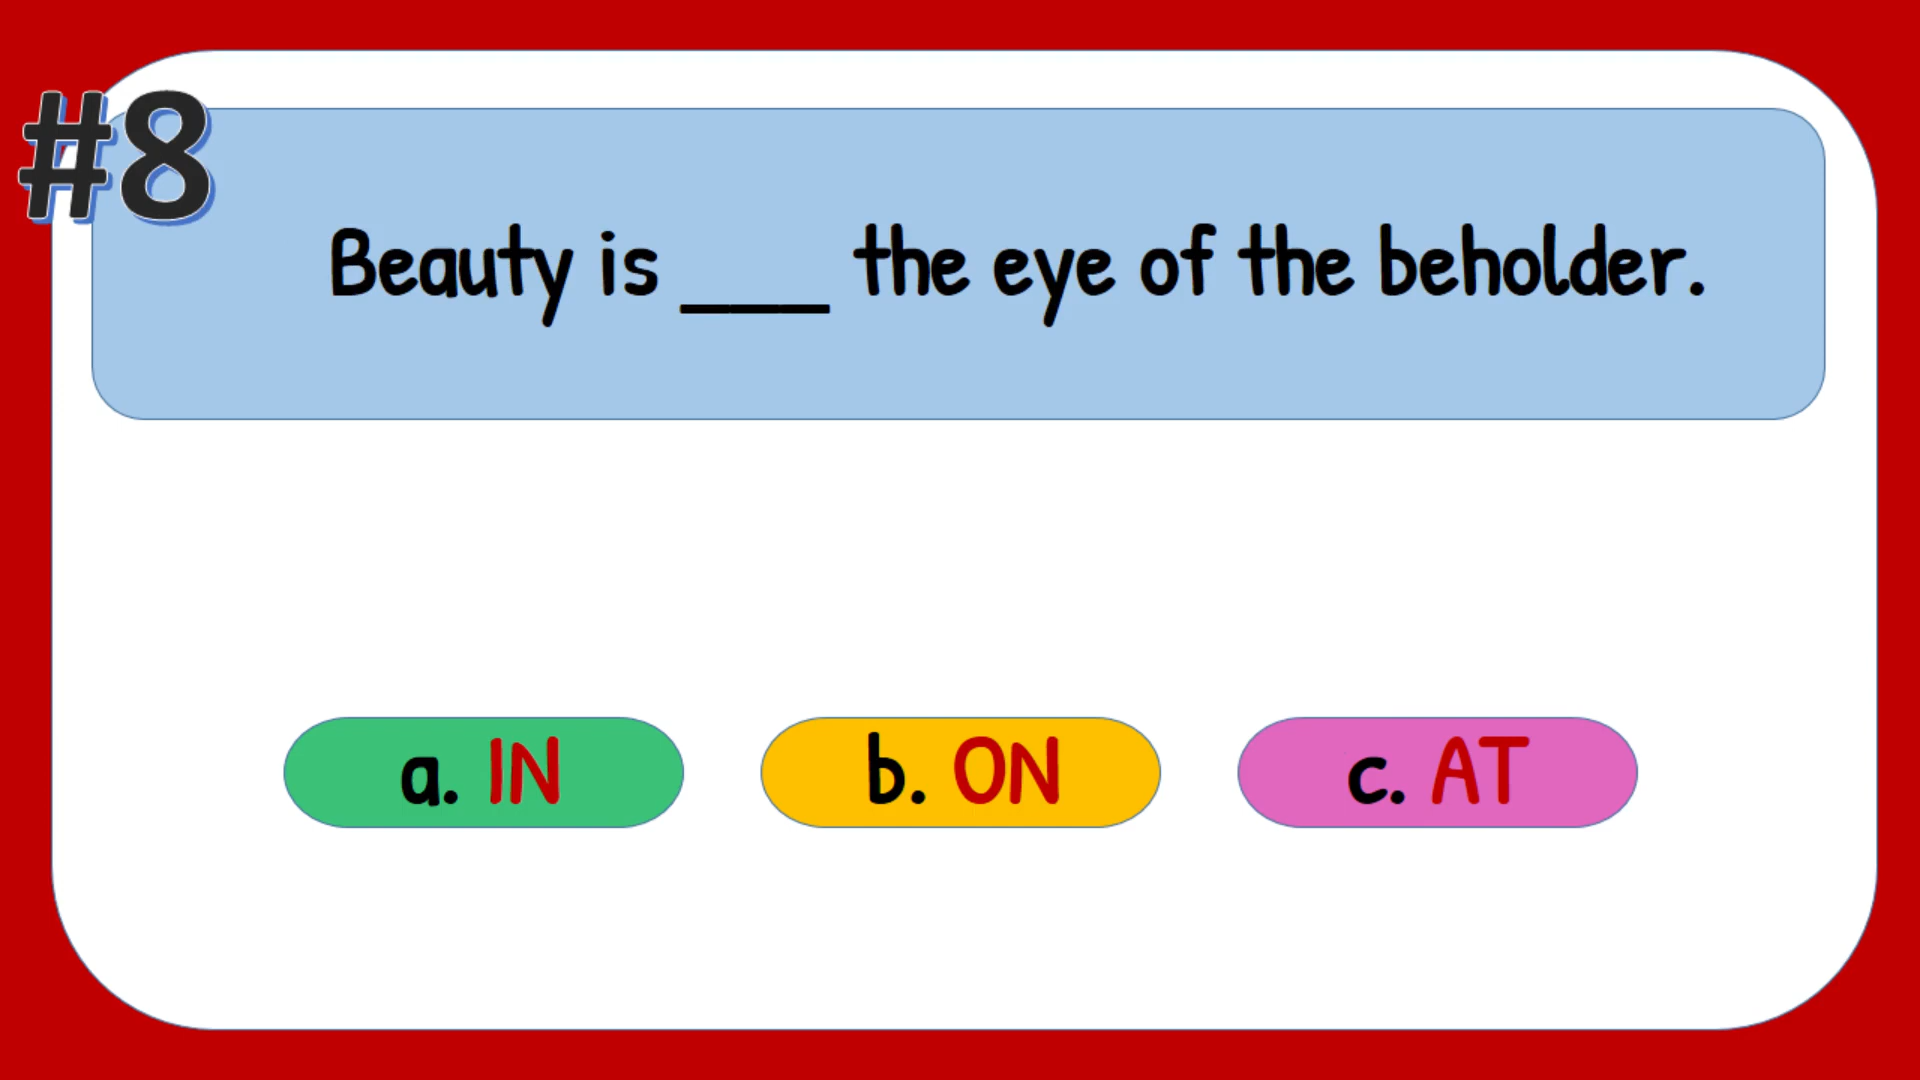 #8
Beauty is ___ the eye of the beholder.
a. IN
b. ON
c. AT